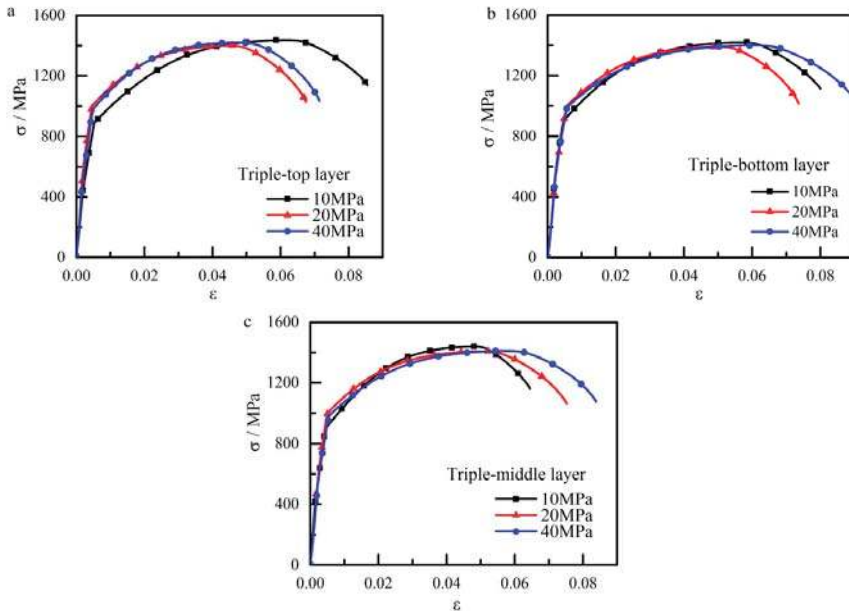 a
1600
1200
800
400
0
σ / MPa
Triple-top layer
10MPa
20MPa
40MPa
0.00 0.02 0.04 0.06 0.08
ε
b
1600
1200
800
400
0
σ / MPa
Triple-bottom layer
10MPa
20MPa
40MPa
0.00 0.02 0.04 0.06 0.08
ε
c
1600
1200
800
400
0
σ / MPa
Triple-middle layer
10MPa
20MPa
40MPa
0.00 0.02 0.04 0.06 0.08
ε